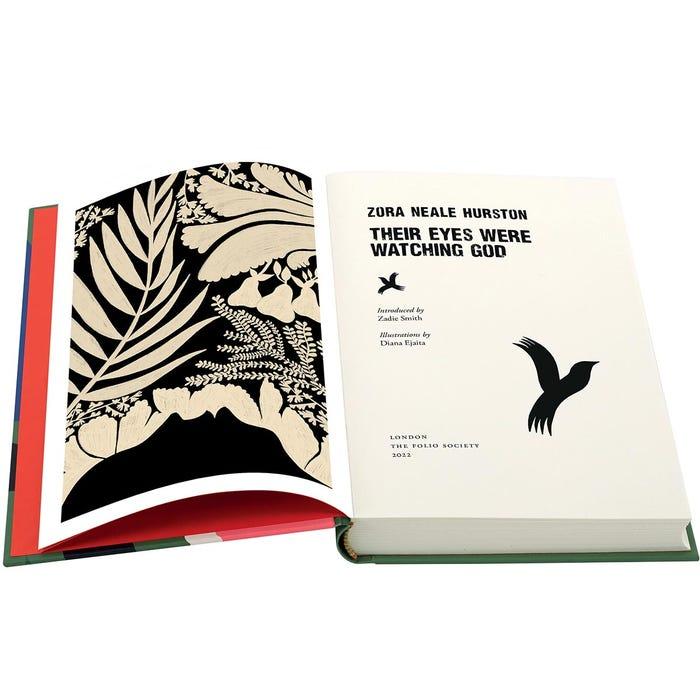 ZORA NEALE HURSTON
THEIR EYES WERE
WATCHING GOD
Introduced by
Zadie Smith
Illustrations by
Diana Ejaita
LONDON
THE FOLIO SOCIETY
2022